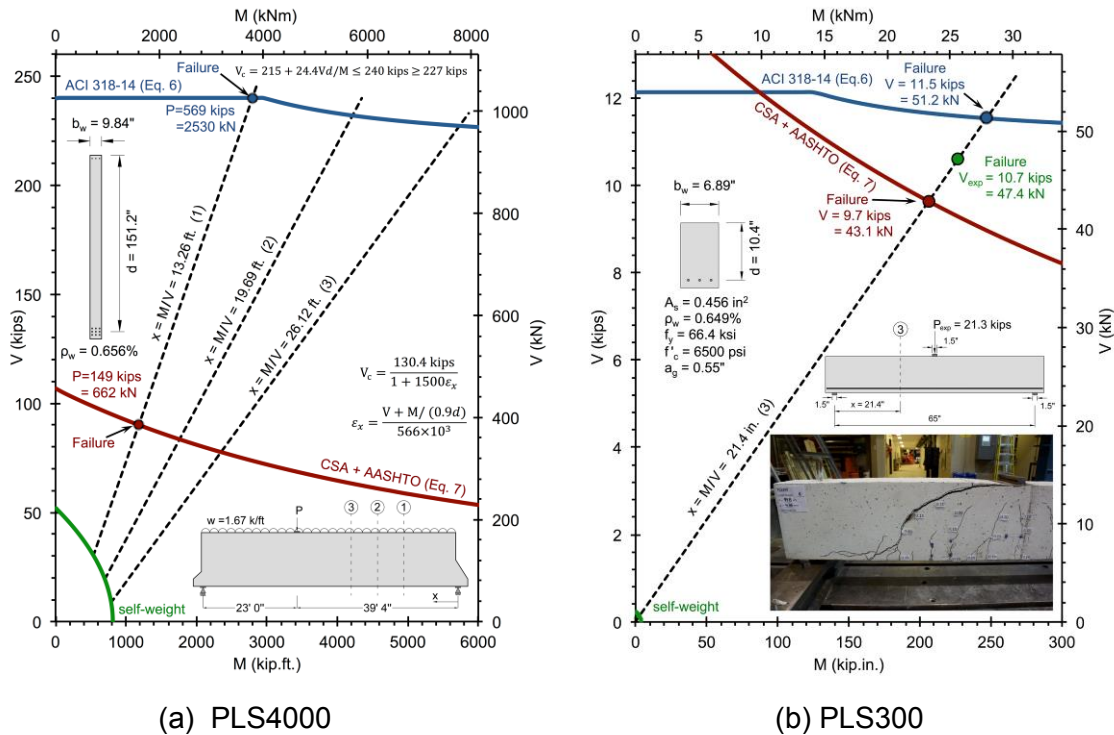 M (kNm)
0 2000 4000 6000 8000
V_c = 215 + 24.4Vd/M ≤ 240 kips ≥ 227 kips
Failure
ACI 318-14 (Eq. 6)
P=569 kips
=2530 kN
b_w = 9.84"
d = 151.2"
ρ_w = 0.656%
x = M/V = 13.26 ft. (1)
x = M/V = 19.69 ft. (2)
x = M/V = 26.12 ft. (3)
P=149 kips
= 662 kN
Failure
V_c = 130.4 kips / 1 + 1500ε_x
ε_x = V + M/ (0.9d) / 566×10^3
CSA + AASHTO (Eq. 7)
w = 1.67 k/ft
P
3 2 1
23' 0"
39' 4"
x
self-weight
V (kips)
260
250
200
150
100
50
0
V (kN)
1000
800
600
400
200
0
0 1000 2000 3000 4000 5000 6000
M (kip.ft.)
(a) PLS4000
M (kNm)
0 5 10 15 20 25 30
ACI 318-14 (Eq.6)
Failure
V = 11.5 kips
= 51.2 kN
CSA + AASHTO (Eq. 7)
Failure
V_exp = 10.7 kips
= 47.4 kN
Failure
V = 9.7 kips
= 43.1 kN
b_w = 6.89"
d = 10.4"
A_s = 0.456 in²
ρ_w = 0.649%
f_y = 66.4 ksi
f'_c = 6500 psi
a_g = 0.55"
3
P_exp = 21.3 kips
1.5"
1.5"
x = 21.4"
65"
1.5"
x = M/V = 21.4 in. (3)
self-weight
V (kips)
12
10
8
6
4
2
0
V (kN)
50
40
30
20
10
0
0 50 100 150 200 250 300
M (kip.in.)
(b) PLS300